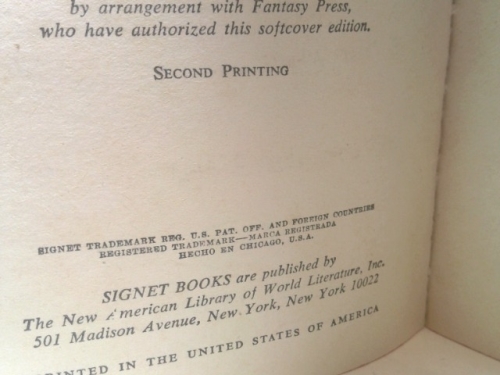 by arrangement with Fantasy Press,
who have authorized this softcover edition.
SECOND PRINTING
SIGNET TRADEMARK REG. U.S. PAT. OFF. AND FOREIGN COUNTRIES
REGISTERED TRADEMARK—MARCA REGISTRADA
HECHO EN CHICAGO, U.S.A.
SIGNET BOOKS are published by
The New American Library of World Literature, Inc.
501 Madison Avenue, New York, New York 10022
PRINTED IN THE UNITED STATES OF AMERICA